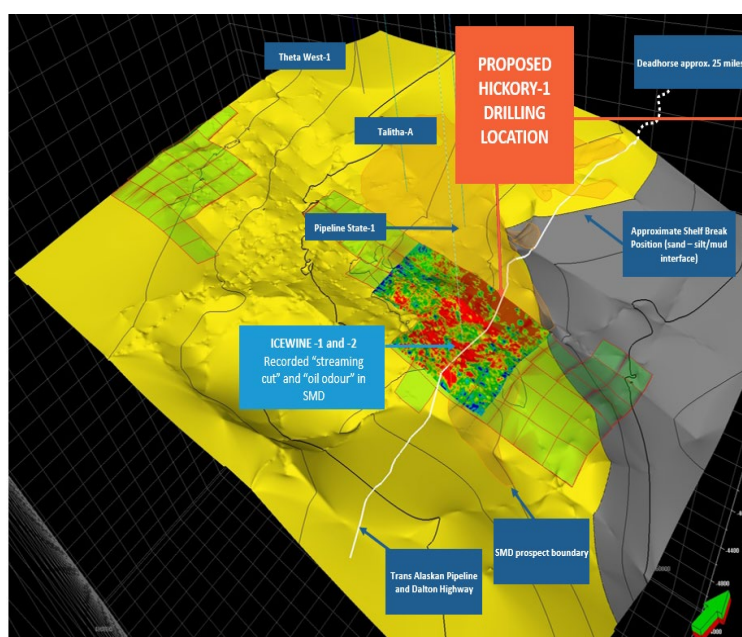 Theta West-1
PROPOSED
HICKORY-1
DRILLING
LOCATION
Deadhorse approx. 25 miles
Talitha-A
Pipeline State-1
Approximate Shelf Break
Position (sand – silt/mud
interface)
ICEWINE -1 and -2
Recorded “streaming
cut” and “oil odour” in
SMD
SMD prospect boundary
Trans Alaskan Pipeline
and Dalton Highway
-4400
-4800